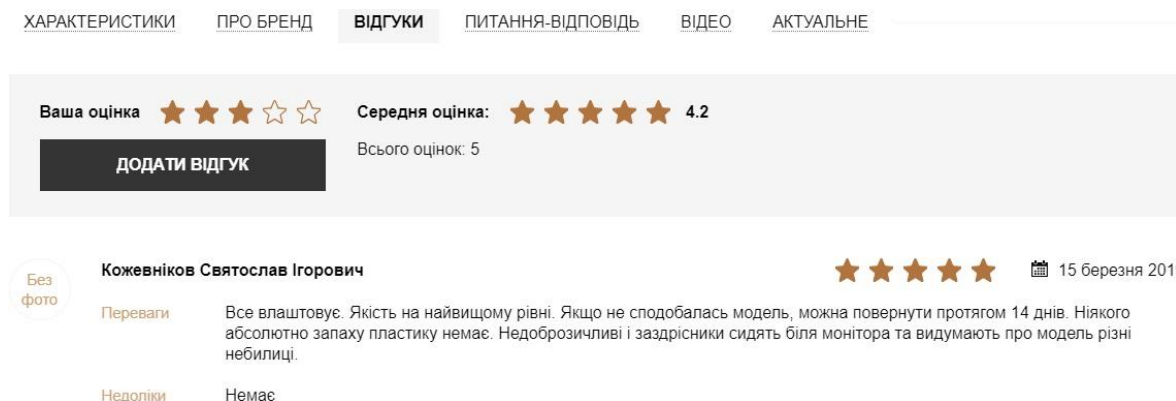 ХАРАКТЕРИСТИКИ ПРО БРЕНД ВІДГУКИ ПИТАННЯ-ВІДПОВІДЬ ВІДЕО АКТУАЛЬНЕ
Ваша оцінка Середня оцінка: 4.2
Всього оцінок: 5
ДОДАТИ ВІДГУК
Без фото
Кожевніков Святослав Ігорович 15 березня 201
Переваги Все влаштовує. Якість на найвищому рівні. Якщо не сподобалась модель, можна повернути протягом 14 днів. Ніякого
абсолютно запаху пластику немає. Недоброзичливі і заздрісники сидять біля монітора та видумають про модель різні
небилиці.
Недоліки Немає